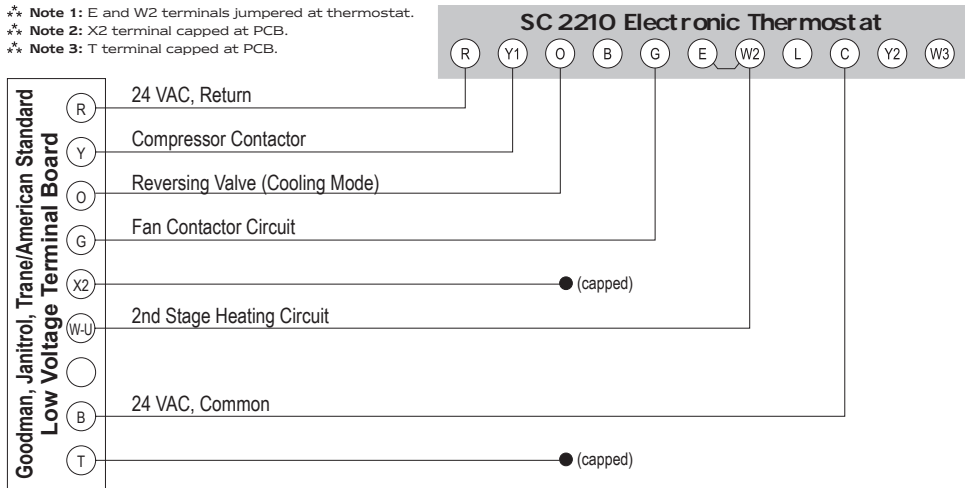 ⁂ Note 1: E and W2 terminals jumpered at thermostat.
⁂ Note 2: X2 terminal capped at PCB.
⁂ Note 3: T terminal capped at PCB.
SC 2210 Electronic Thermostat
R Y1 O B G E W2 L C Y2 W3
Goodman, Janitrol, Trane/American Standard
Low Voltage Terminal Board
R 24 VAC, Return
Y Compressor Contactor
O Reversing Valve (Cooling Mode)
G Fan Contactor Circuit
X2 (capped)
W-U 2nd Stage Heating Circuit
B 24 VAC, Common
T (capped)